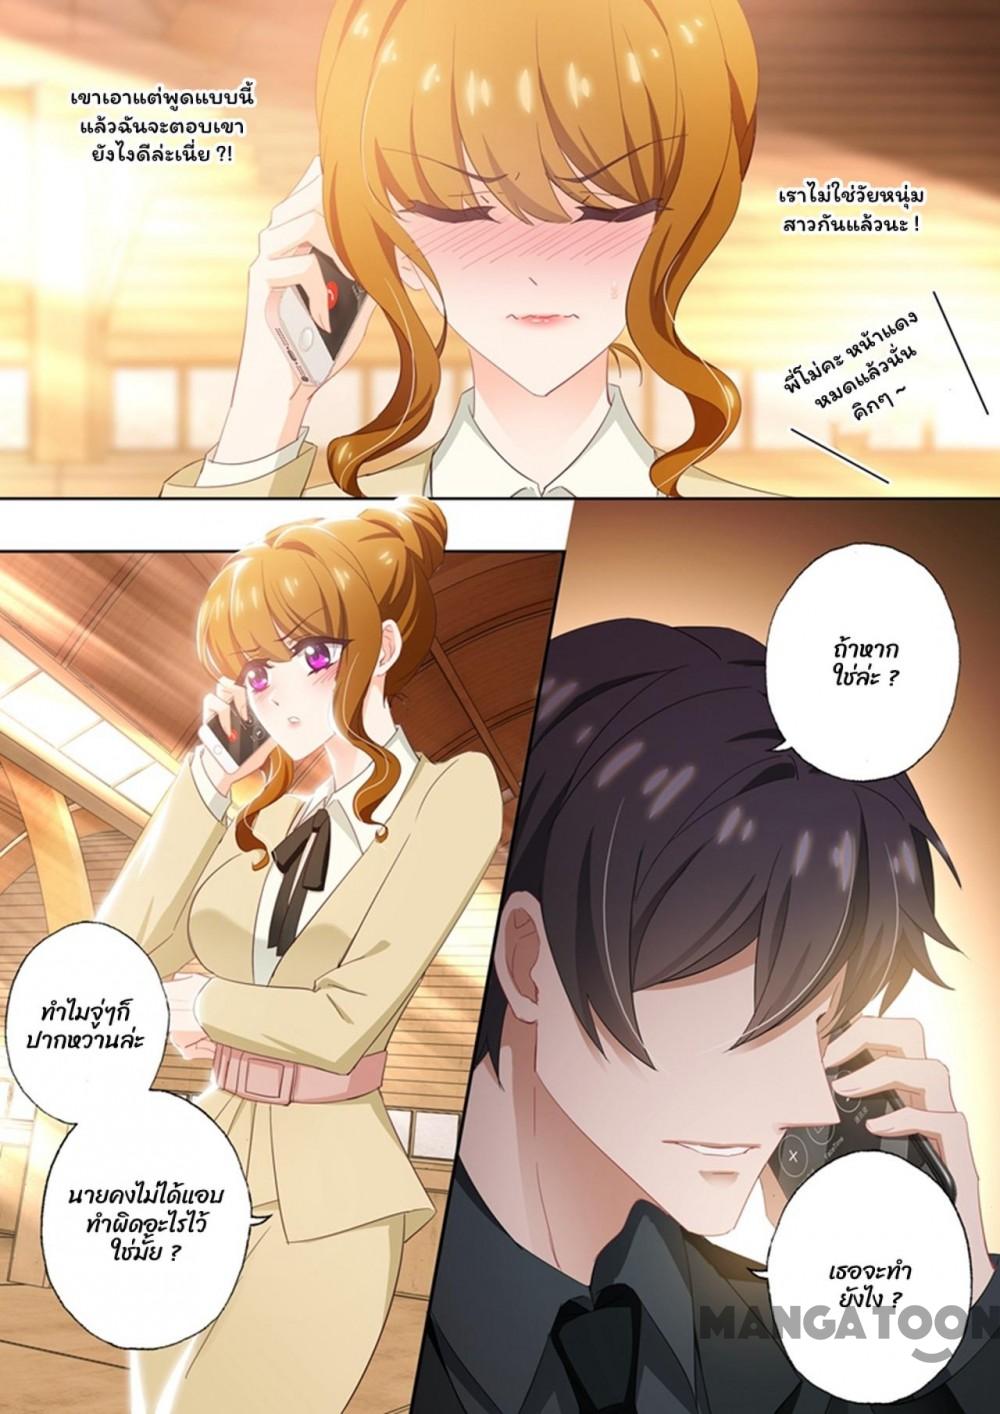 เขาเอาแต่พูดแบบนี้
แล้วฉันจะตอบเขา
ยังไงดีล่ะเนี่ย ?!
เราไม่ใช่วัยหนุ่ม
สาวกันแล้วนะ !
พี่โม่คะ หน้าแดง
หมดแล้วนั่น
คิกๆ ~
ทำไมจู่ๆก็
ปากหวานล่ะ
นายคงไม่ได้แอบ
ทำผิดอะไรไว้
ใช่มั้ย ?
ถ้าหาก
ใช่ล่ะ ?
เธอจะทำ
ยังไง ?
FaceTime
MANGATOON